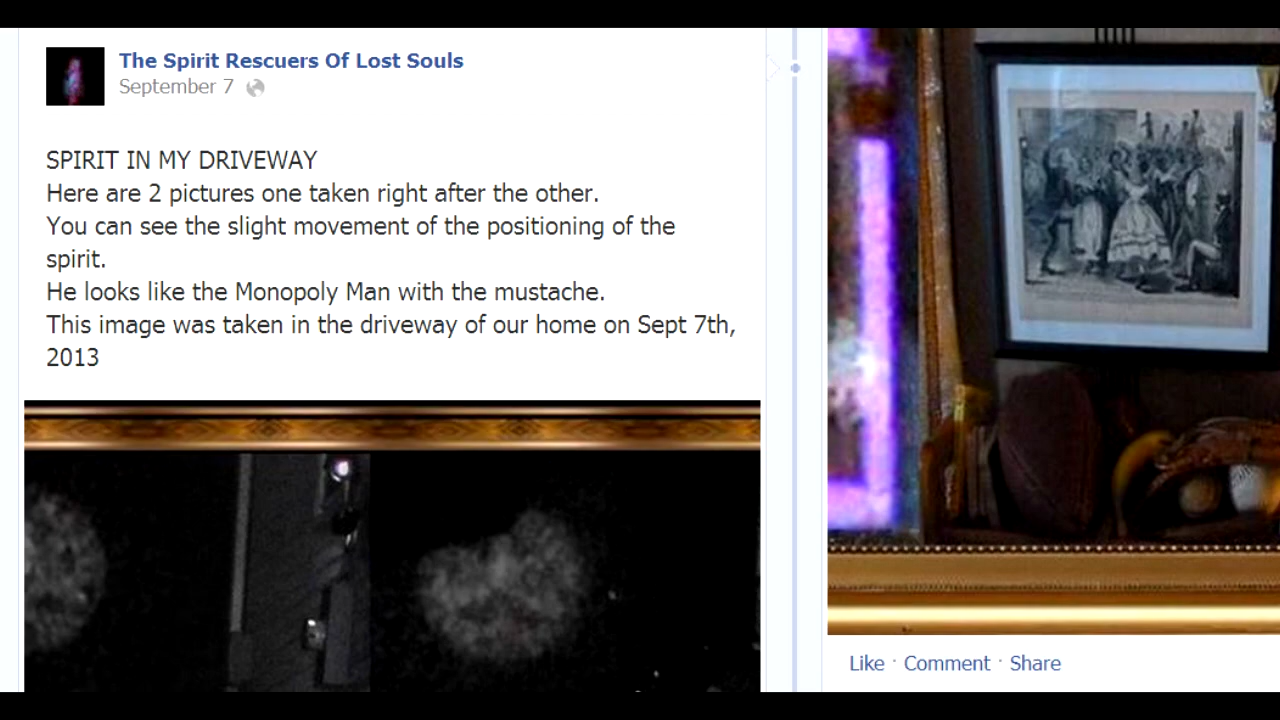 The Spirit Rescuers Of Lost Souls
September 7
SPIRIT IN MY DRIVEWAY
Here are 2 pictures one taken right after the other.
You can see the slight movement of the positioning of the
spirit.
He looks like the Monopoly Man with the mustache.
This image was taken in the driveway of our home on Sept 7th,
2013
Like · Comment · Share